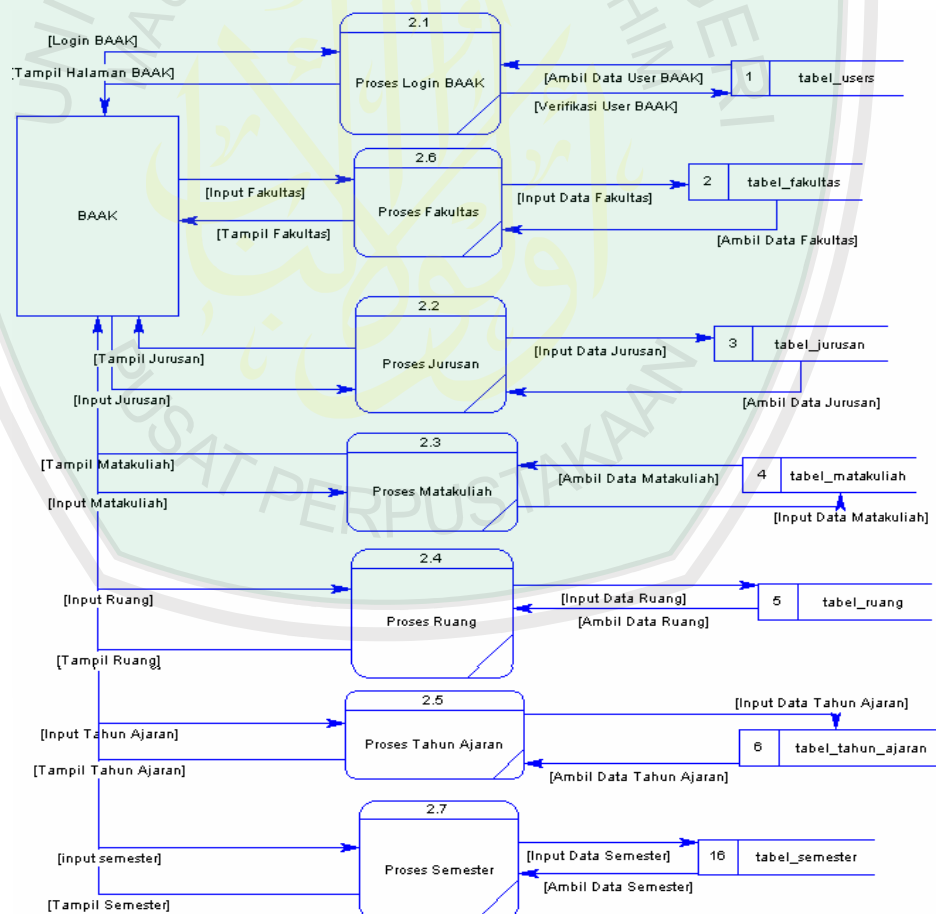 2.1
[Login BAAK]
[Tampil Halaman BAAK]
Proses Login BAAK
[Ambil Data User BAAK]
[Verifikasi User BAAK]
1 tabel_users
BAAK
2.6
[Input Fakultas]
[Tampil Fakultas]
Proses Fakultas
[Input Data Fakultas]
[Ambil Data Fakultas]
2 tabel_fakultas
2.2
[Tampil Jurusan]
[Input Jurusan]
Proses Jurusan
[Input Data Jurusan]
[Ambil Data Jurusan]
3 tabel_jurusan
2.3
[Tampil Matakuliah]
[Input Matakuliah]
Proses Matakuliah
[Ambil Data Matakuliah]
[Input Data Matakuliah]
4 tabel_matakuliah
2.4
[Input Ruang]
[Tampil Ruang]
Proses Ruang
[Input Data Ruang]
[Ambil Data Ruang]
5 tabel_ruang
2.5
[Input Tahun Ajaran]
[Tampil Tahun Ajaran]
Proses Tahun Ajaran
[Input Data Tahun Ajaran]
[Ambil Data Tahun Ajaran]
6 tabel_tahun_ajaran
2.7
[input semester]
[Tampil Semester]
Proses Semester
[Input Data Semester]
[Ambil Data Semester]
16 tabel_semester
PUSAT PERPUSTAKAAN